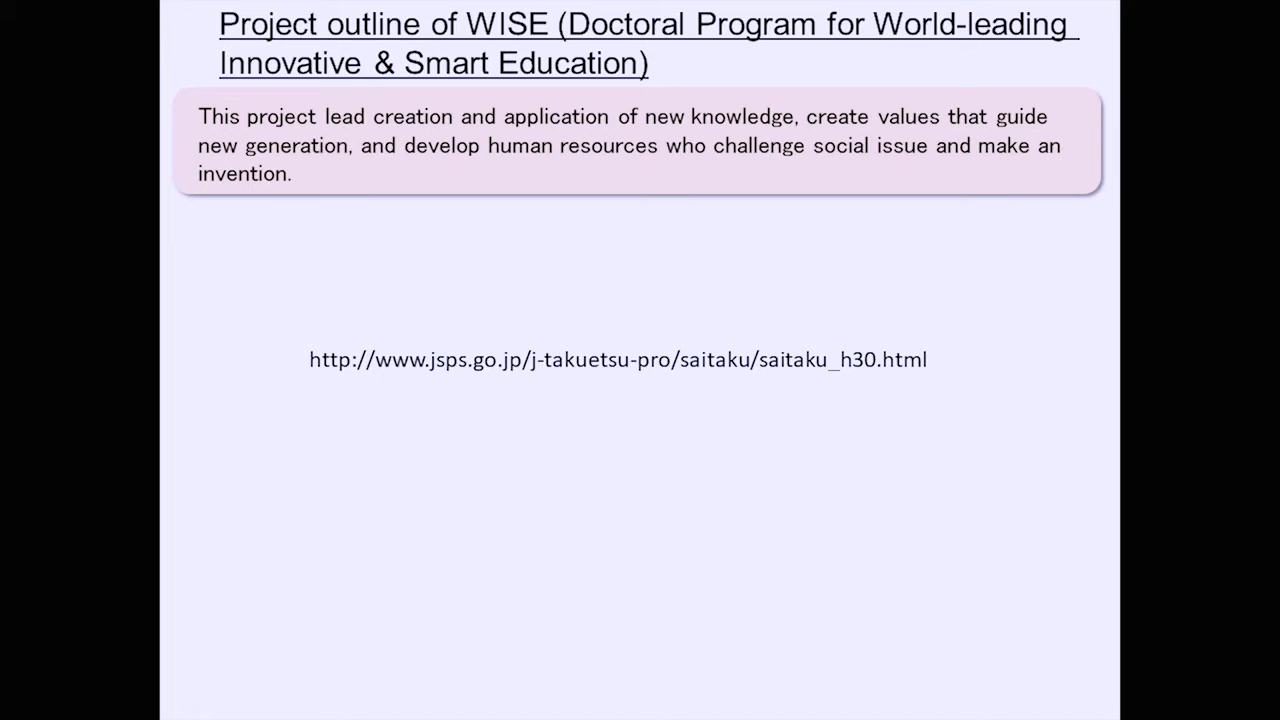 Project outline of WISE (Doctoral Program for World-leading
Innovative & Smart Education)
This project lead creation and application of new knowledge, create values that guide
new generation, and develop human resources who challenge social issue and make an
invention.
http://www.jsps.go.jp/j-takuetsu-pro/saitaku/saitaku_h30.html